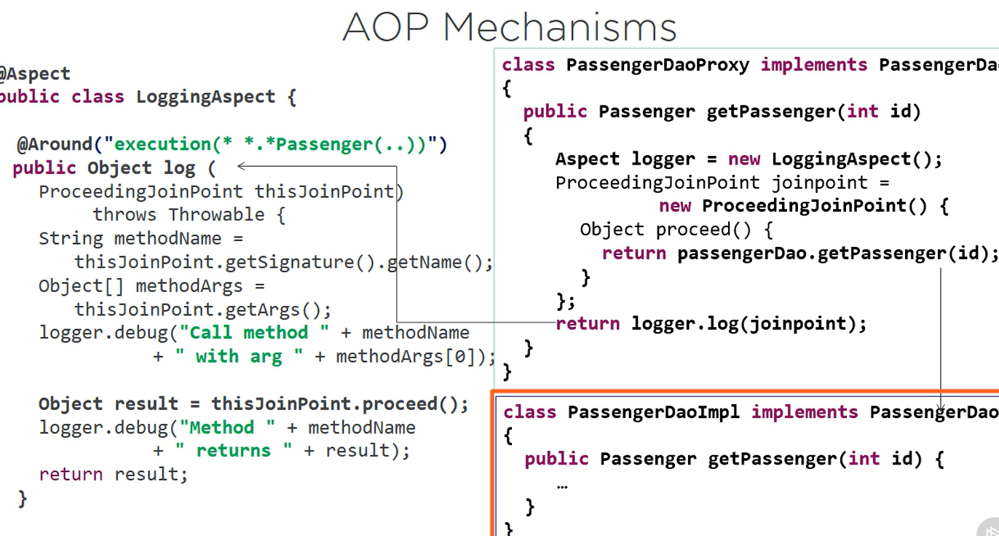 AOP Mechanisms
@Aspect
public class LoggingAspect {
@Around("execution(* *.*Passenger(..))")
public Object log (
ProceedingJoinPoint thisJoinPoint)
throws Throwable {
String methodName =
thisJoinPoint.getSignature().getName();
Object[] methodArgs =
thisJoinPoint.getArgs();
logger.debug("Call method " + methodName
+ " with arg " + methodArgs[0]);
Object result = thisJoinPoint.proceed();
logger.debug("Method " + methodName
+ " returns " + result);
return result;
}
class PassengerDaoProxy implements PassengerDao
{
public Passenger getPassenger(int id)
{
Aspect logger = new LoggingAspect();
ProceedingJoinPoint joinpoint =
new ProceedingJoinPoint() {
Object proceed() {
return passengerDao.getPassenger(id);
}
};
return logger.log(joinpoint);
}
}
class PassengerDaoImpl implements PassengerDao
{
public Passenger getPassenger(int id) {
…
}
}